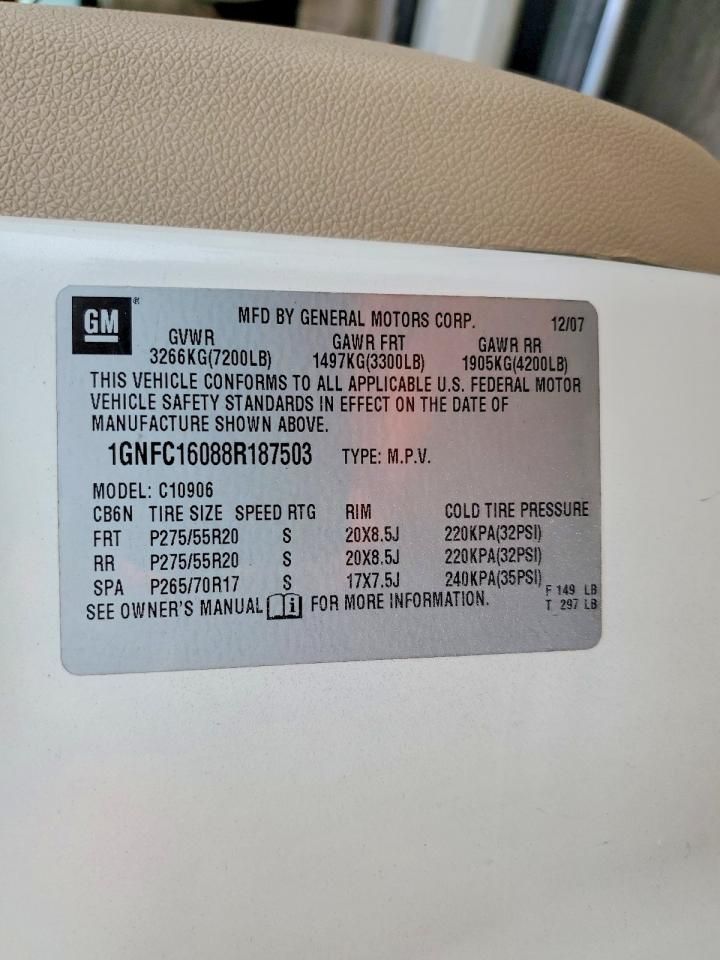 GM ®
MFD BY GENERAL MOTORS CORP. 12/07
GVWR GAWR FRT GAWR RR
3266KG(7200LB) 1497KG(3300LB) 1905KG(4200LB)
THIS VEHICLE CONFORMS TO ALL APPLICABLE U.S. FEDERAL MOTOR
VEHICLE SAFETY STANDARDS IN EFFECT ON THE DATE OF
MANUFACTURE SHOWN ABOVE.
1GNFC16088R187503 TYPE: M.P.V.
MODEL: C10906
CB6N TIRE SIZE SPEED RTG RIM COLD TIRE PRESSURE
FRT P275/55R20 S 20X8.5J 220KPA(32PSI)
RR P275/55R20 S 20X8.5J 220KPA(32PSI)
SPA P265/70R17 S 17X7.5J 240KPA(35PSI)
F 149 LB
SEE OWNER'S MANUAL FOR MORE INFORMATION. T 297 LB